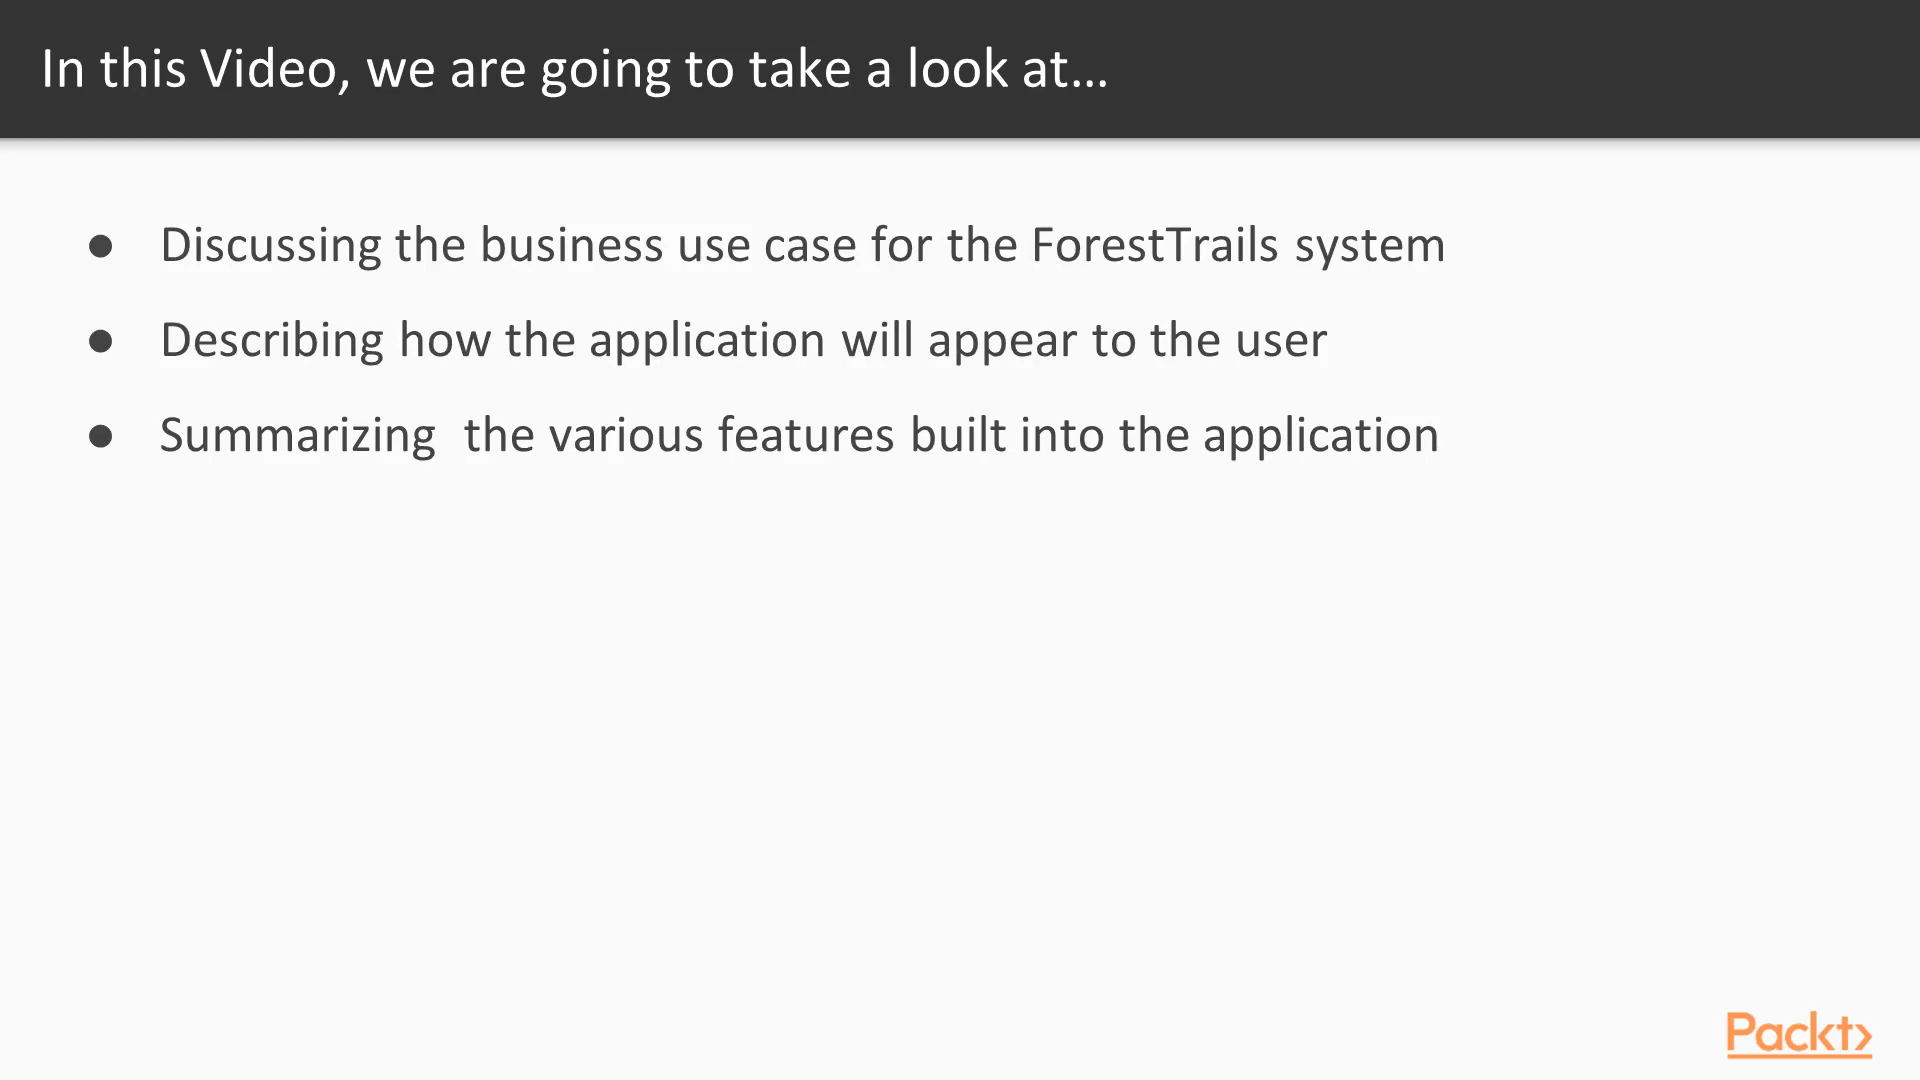 In this Video, we are going to take a look at…
● Discussing the business use case for the ForestTrails system
● Describing how the application will appear to the user
● Summarizing  the various features built into the application
Packt>